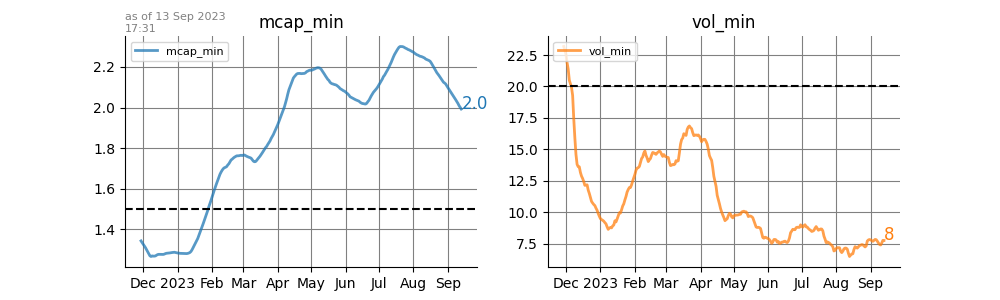 as of 13 Sep 2023
17:31
mcap_min
mcap_min
2.2
2.0
1.8
1.6
1.4
2.0
Dec 2023 Feb Mar Apr May Jun Jul Aug Sep
vol_min
vol_min
22.5
20.0
17.5
15.0
12.5
10.0
7.5
8
Dec 2023 Feb Mar Apr May Jun Jul Aug Sep